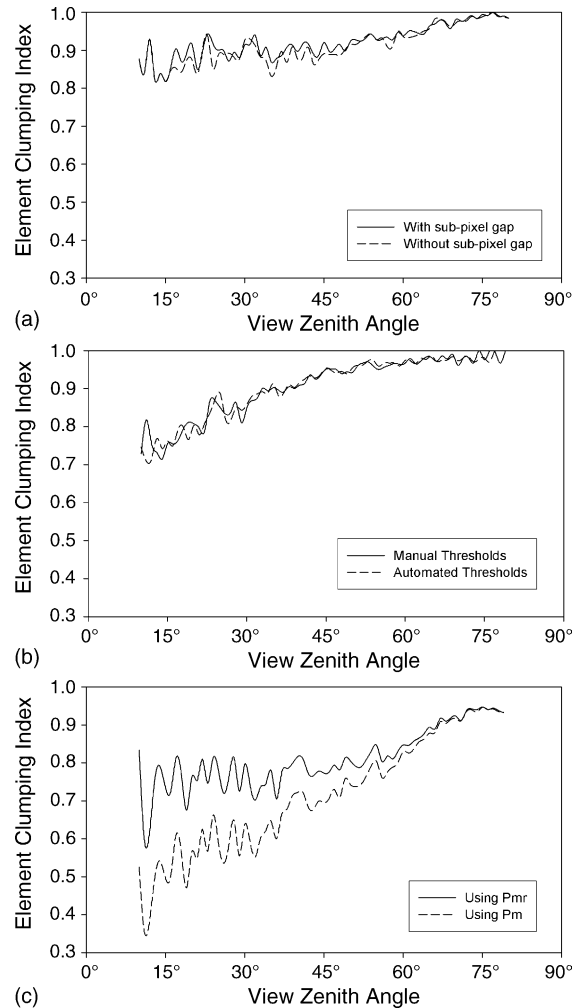 Element Clumping Index
1.0
0.9
0.8
0.7
0.6
0.5
0.4
0.3
With sub-pixel gap
Without sub-pixel gap
0° 15° 30° 45° 60° 75° 90°
(a) View Zenith Angle
Element Clumping Index
1.0
0.9
0.8
0.7
0.6
0.5
0.4
0.3
Manual Thresholds
Automated Thresholds
0° 15° 30° 45° 60° 75° 90°
(b) View Zenith Angle
Element Clumping Index
1.0
0.9
0.8
0.7
0.6
0.5
0.4
0.3
Using Pmr
Using Pm
0° 15° 30° 45° 60° 75° 90°
(c) View Zenith Angle